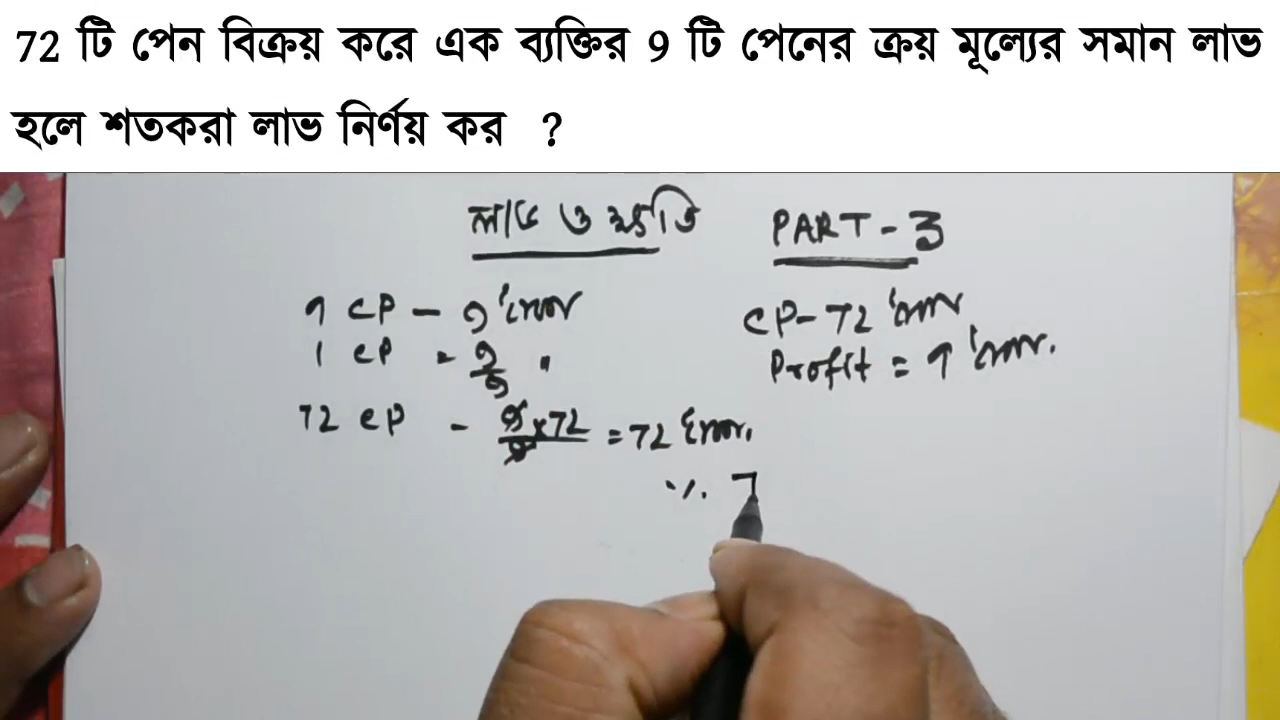 72 টি পেন বিক্রয় করে এক ব্যক্তির 9 টি পেনের ক্রয় মূল্যের সমান লাভ
হলে শতকরা লাভ নির্ণয় কর ?
লাভ ও ক্ষতি PART-3
9 CP - 9 টাকা
1 CP = 9/9 "
72 CP - 9×72/9 = 72 টাকা.
CP-72 টাকা
Profit = 9 টাকা.
% 7